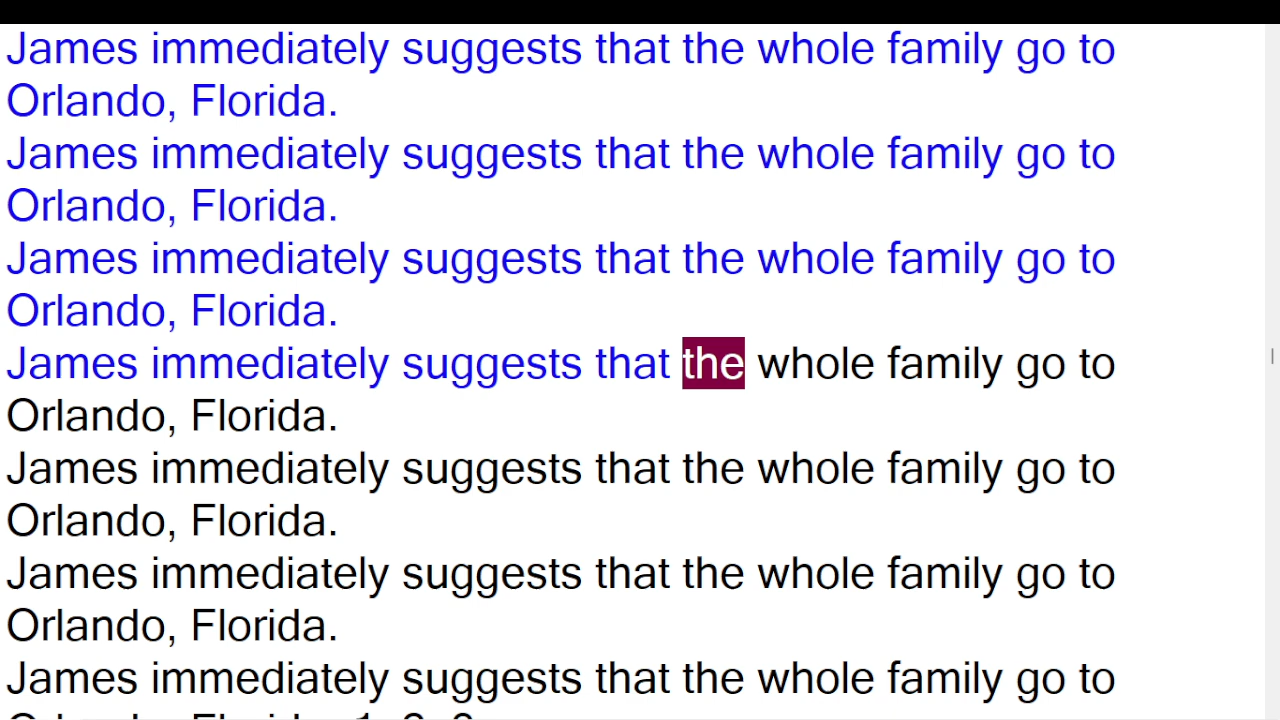 James immediately suggests that the whole family go to
Orlando, Florida.
James immediately suggests that the whole family go to
Orlando, Florida.
James immediately suggests that the whole family go to
Orlando, Florida.
James immediately suggests that the whole family go to
Orlando, Florida.
James immediately suggests that the whole family go to
Orlando, Florida.
James immediately suggests that the whole family go to
Orlando, Florida.
James immediately suggests that the whole family go to